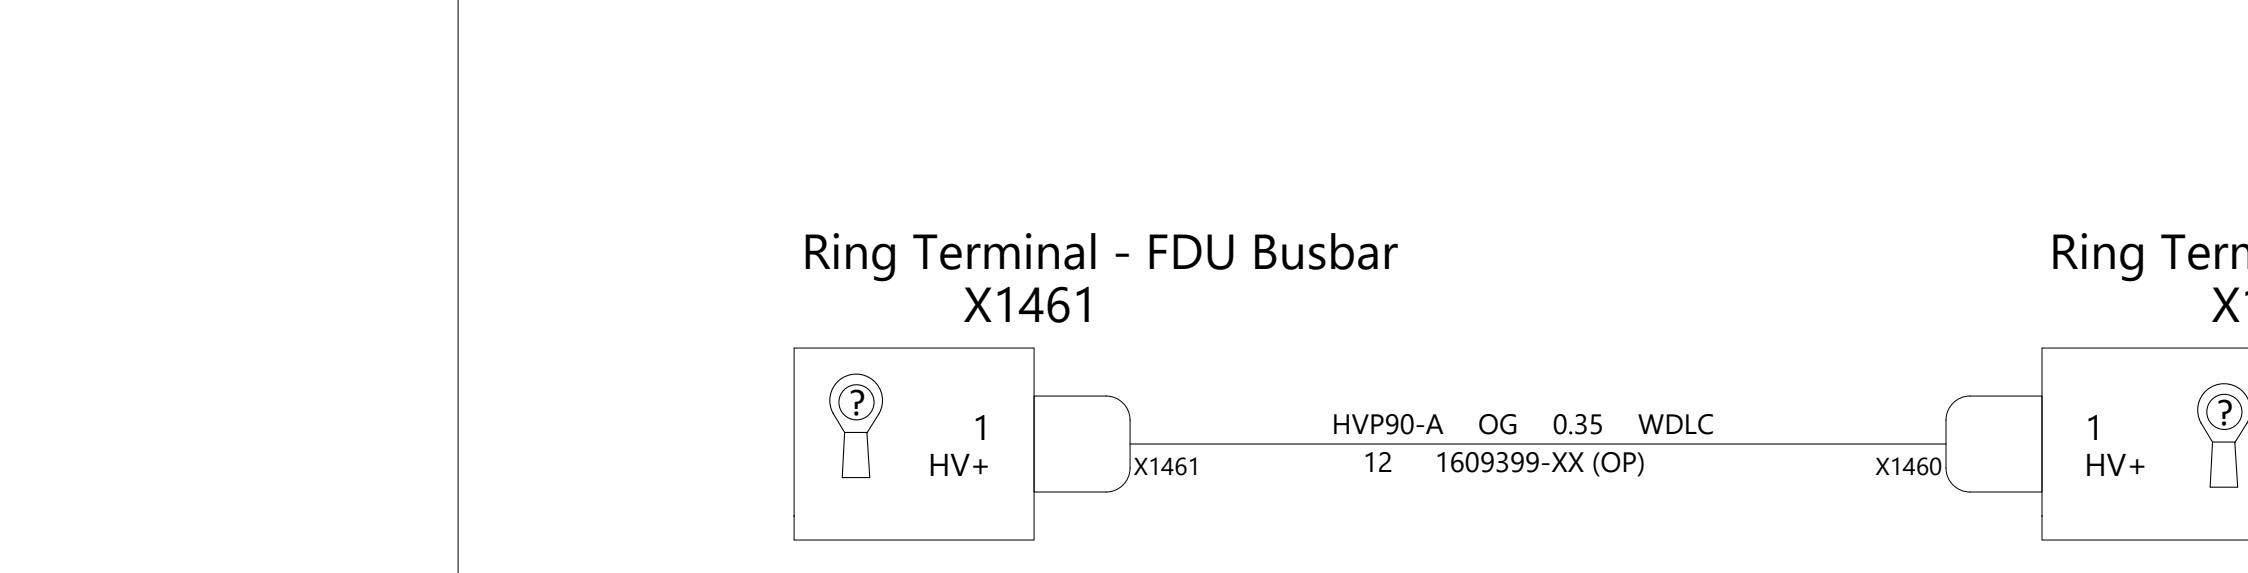 Ring Terminal - FDU Busbar
X1461
?
1
HV+
X1461
HVP90-A OG 0.35 WDLC
12 1609399-XX (OP)
X1460
Ring
1
HV+
?